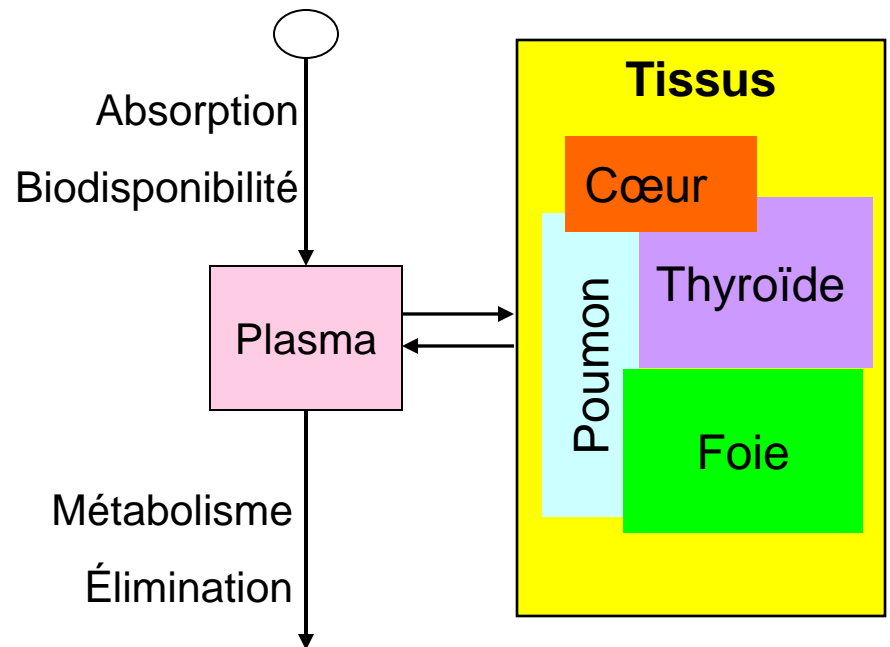 Absorption
Biodisponibilité
Plasma
Métabolisme
Élimination
Tissus
Cœur
Thyroïde
Poumon
Foie